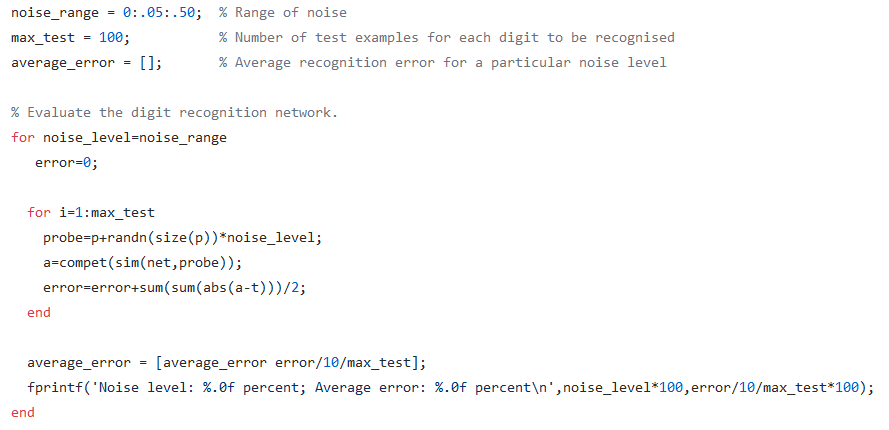 noise_range = 0:.05:.50;  % Range of noise
max_test = 100;           % Number of test examples for each digit to be recognised
average_error = [];       % Average recognition error for a particular noise level

% Evaluate the digit recognition network.
for noise_level=noise_range
   error=0;

  for i=1:max_test
    probe=p+randn(size(p))*noise_level;
    a=compet(sim(net,probe));
    error=error+sum(sum(abs(a-t)))/2;
  end

  average_error = [average_error error/10/max_test];
  fprintf('Noise level: %.0f percent; Average error: %.0f percent\n',noise_level*100,error/10/max_test*100);
end